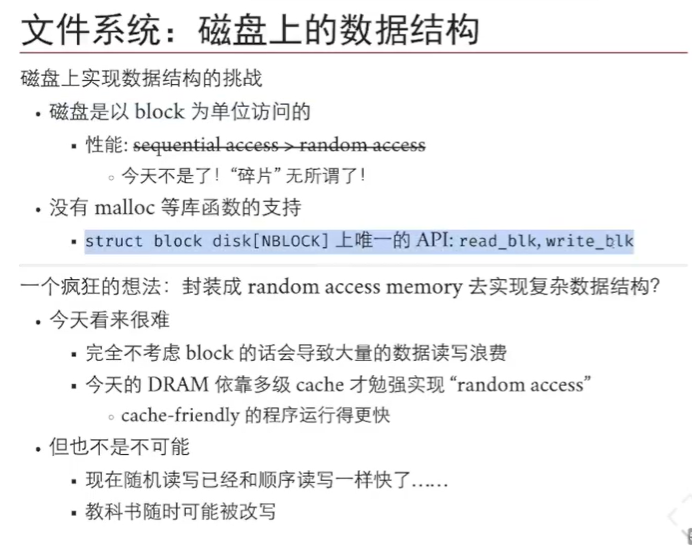 文件系统：磁盘上的数据结构
磁盘上实现数据结构的挑战
• 磁盘是以 block 为单位访问的
▪ 性能: sequential access > random access
◦ 今天不是了！“碎片” 无所谓了！
• 没有 malloc 等库函数的支持
▪ struct block disk[NBLOCK] 上唯一的 API: read_blk, write_blk
一个疯狂的想法：封装成 random access memory 去实现复杂数据结构？
• 今天看来很难
▪ 完全不考虑 block 的话会导致大量的数据读写浪费
▪ 今天的 DRAM 依靠多级 cache 才勉强实现 “random access”
◦ cache-friendly 的程序运行得更快
• 但也不是不可能
▪ 现在随机读写已经和顺序读写一样快了……
▪ 教科书随时可能被改写